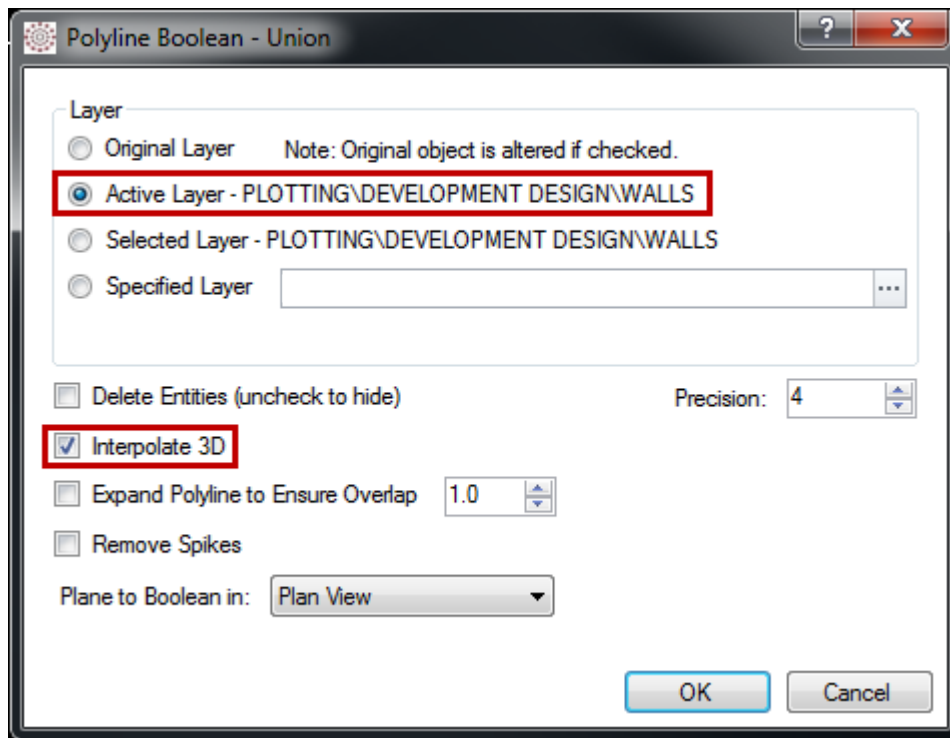 Polyline Boolean - Union
?
X
Layer
Original Layer Note: Original object is altered if checked.
Active Layer - PLOTTING\DEVELOPMENT DESIGN\WALLS
Selected Layer - PLOTTING\DEVELOPMENT DESIGN\WALLS
Specified Layer ...
Delete Entities (uncheck to hide) Precision: 4
Interpolate 3D
Expand Polyline to Ensure Overlap 1.0
Remove Spikes
Plane to Boolean in: Plan View
OK Cancel